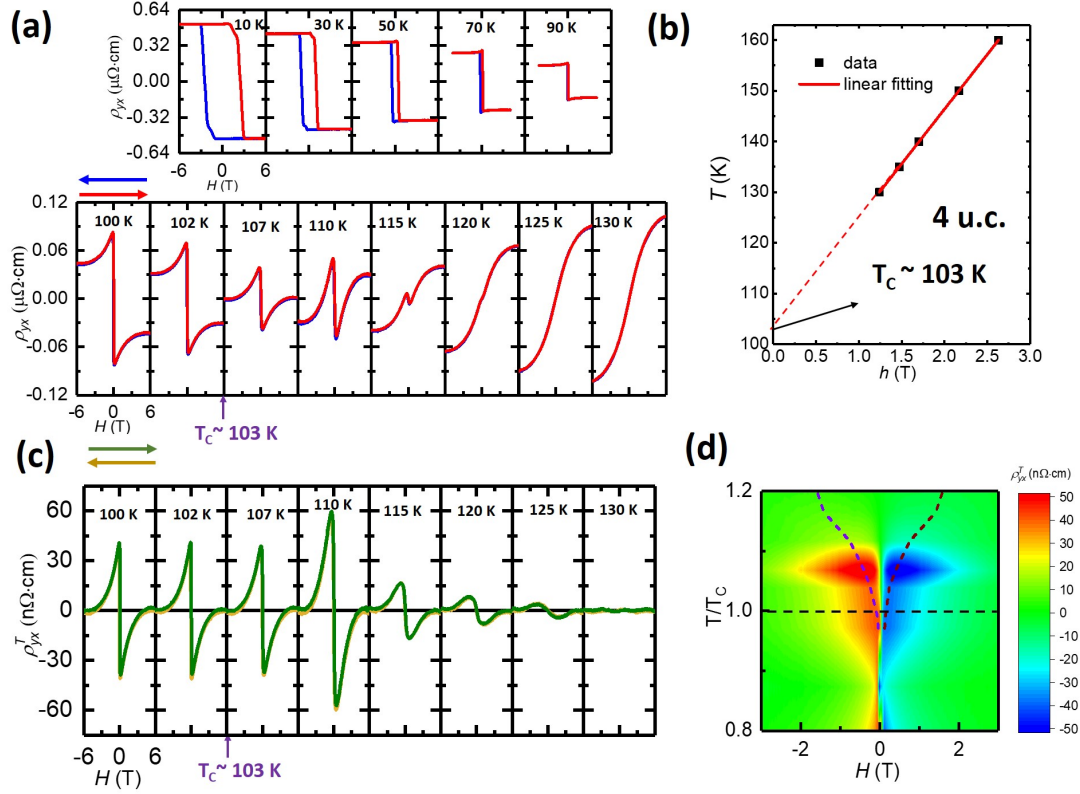 (a)
0.64
0.32
0.00
-0.32
-0.64
ρyx (μΩ·cm)
10 K
30 K
50 K
70 K
90 K
-6 0 6
H (T)
0.12
0.06
0.00
-0.06
-0.12
ρyx (μΩ·cm)
100 K
102 K
107 K
110 K
115 K
120 K
125 K
130 K
-6 0 6
H (T)
TC~ 103 K
(b)
160
150
140
130
120
110
100
T (K)
data
linear fitting
4 u.c.
TC ~ 103 K
0.0 0.5 1.0 1.5 2.0 2.5 3.0
h (T)
(c)
60
30
0
-30
-60
ρTyx (nΩ·cm)
100 K
102 K
107 K
110 K
115 K
120 K
125 K
130 K
-6 0 6
H (T)
TC~ 103 K
(d)
1.2
1.0
0.8
T/TC
-2 0 2
H (T)
ρTyx (nΩ·cm)
50
40
30
20
10
0
-10
-20
-30
-40
-50